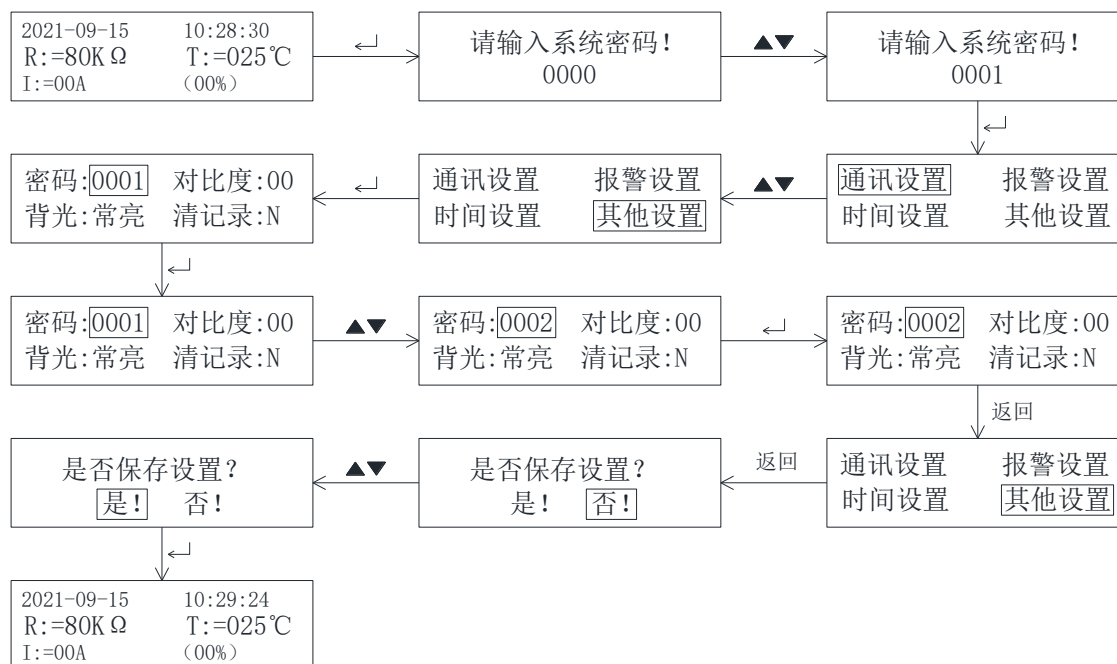 2021-09-15 10:28:30
R:=80KΩ T:=025℃
I:=00A (00%)
请输入系统密码!
0000
▲▼
请输入系统密码!
0001
密码:0001 对比度:00
背光:常亮 清记录:N
通讯设置 报警设置
时间设置 其他设置
▲▼
通讯设置 报警设置
时间设置 其他设置
密码:0001 对比度:00
背光:常亮 清记录:N
▲▼
密码:0002 对比度:00
背光:常亮 清记录:N
密码:0002 对比度:00
背光:常亮 清记录:N
返回
是否保存设置?
是! 否!
▲▼
是否保存设置?
是! 否!
返回
通讯设置 报警设置
时间设置 其他设置
2021-09-15 10:29:24
R:=80KΩ T:=025℃
I:=00A (00%)